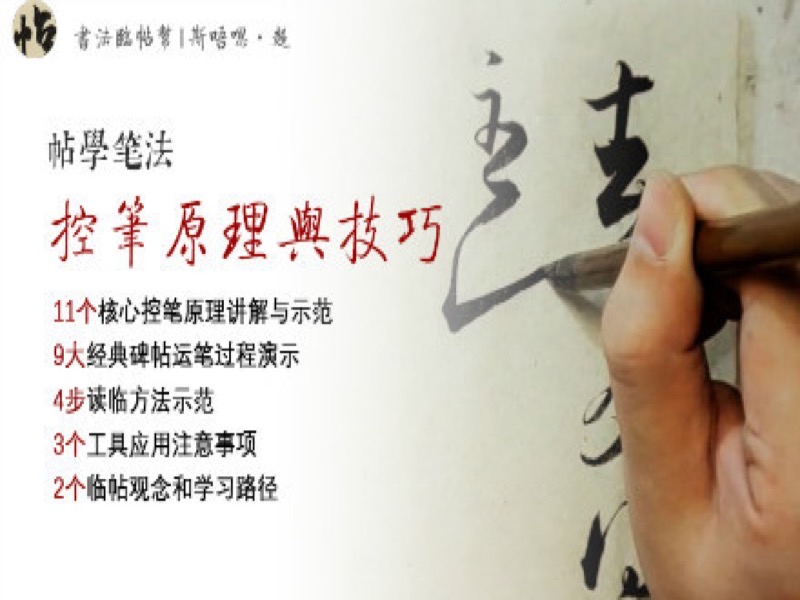 帖
書法臨帖幫|斯唔嘿·超
帖學笔法
控筆原理與技巧
11个核心控笔原理讲解与示范
9大经典碑帖运笔过程演示
4步读临方法示范
3个工具应用注意事项
2个临帖观念和学习路径